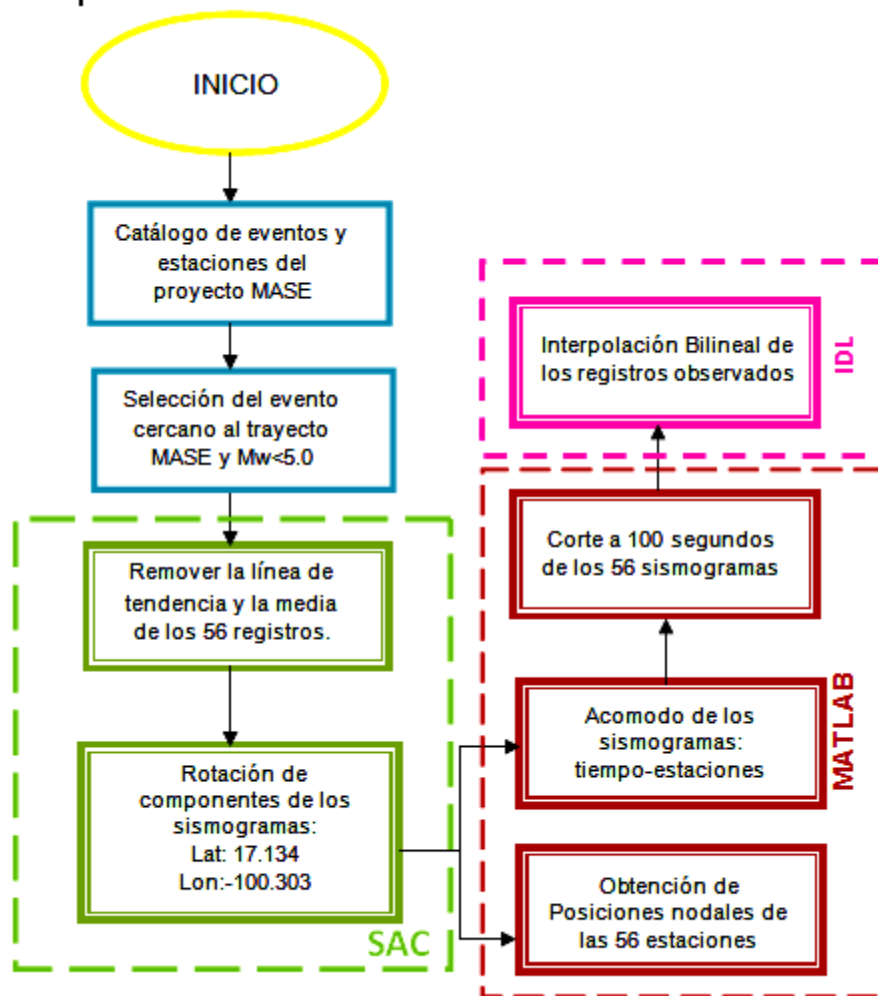 INICIO
Catálogo de eventos y
estaciones del
proyecto MASE
Selección del evento
cercano al trayecto
MASE y Mw<5.0
Remover la línea de
tendencia y la media
de los 56 registros.
Rotación de
componentes de los
sismogramas:
Lat: 17.134
Lon:-100.303
SAC
Interpolación Bilineal de
los registros observados
IDL
Corte a 100 segundos
de los 56 sismogramas
Acomodo de los
sismogramas:
tiempo-estaciones
MATLAB
Obtención de
Posiciones nodales de
las 56 estaciones